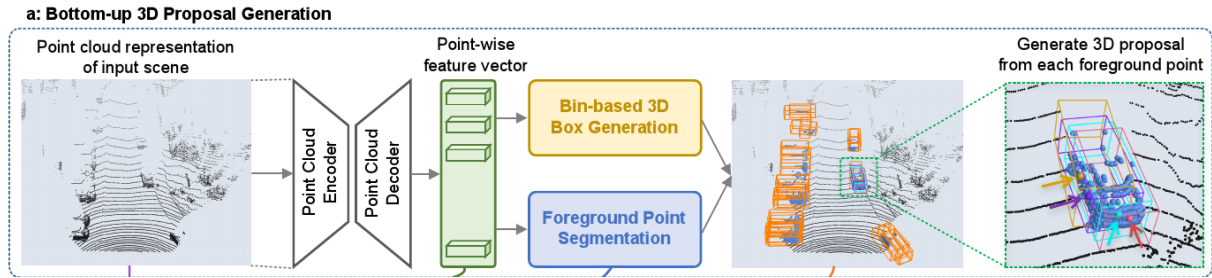 a: Bottom-up 3D Proposal Generation
Point cloud representation
of input scene
Point Cloud
Encoder
Point Cloud
Decoder
Point-wise
feature vector
Bin-based 3D
Box Generation
Foreground Point
Segmentation
Generate 3D proposal
from each foreground point